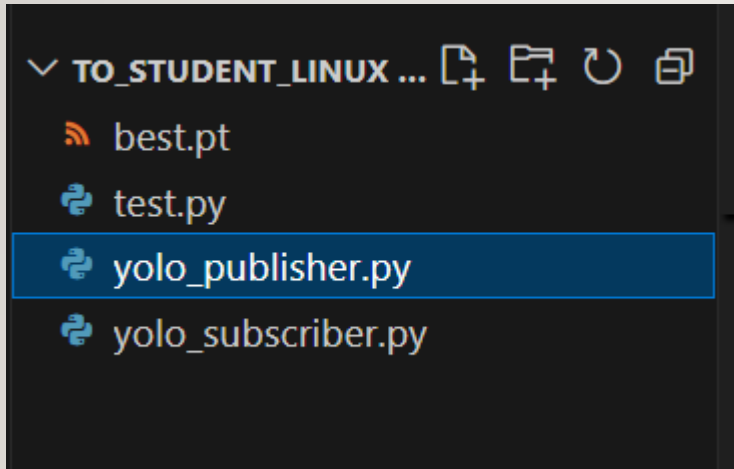 TO_STUDENT_LINUX ...
best.pt
test.py
yolo_publisher.py
yolo_subscriber.py